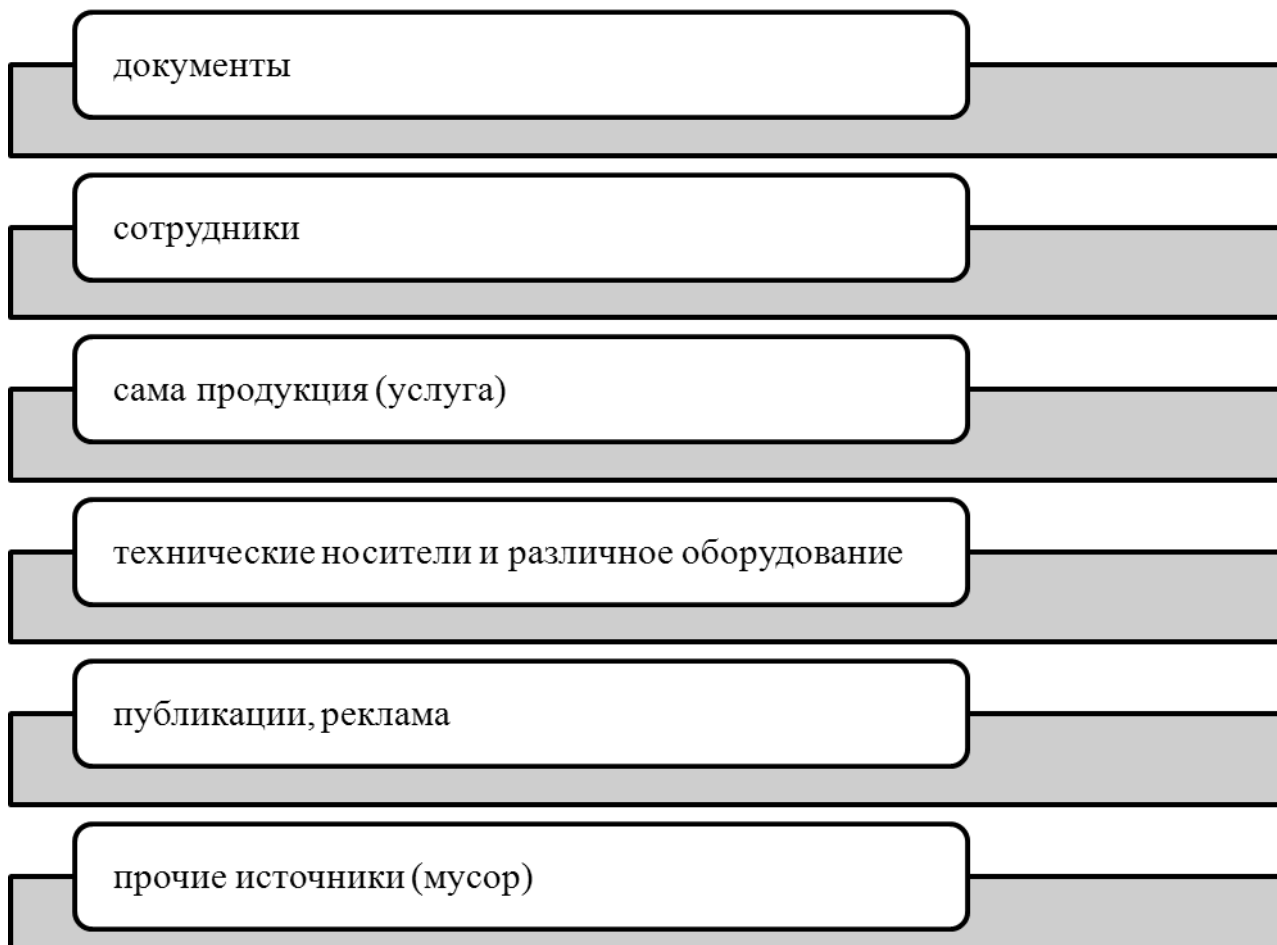 документы
сотрудники
сама продукция (услуга)
технические носители и различное оборудование
публикации, реклама
прочие источники (мусор)